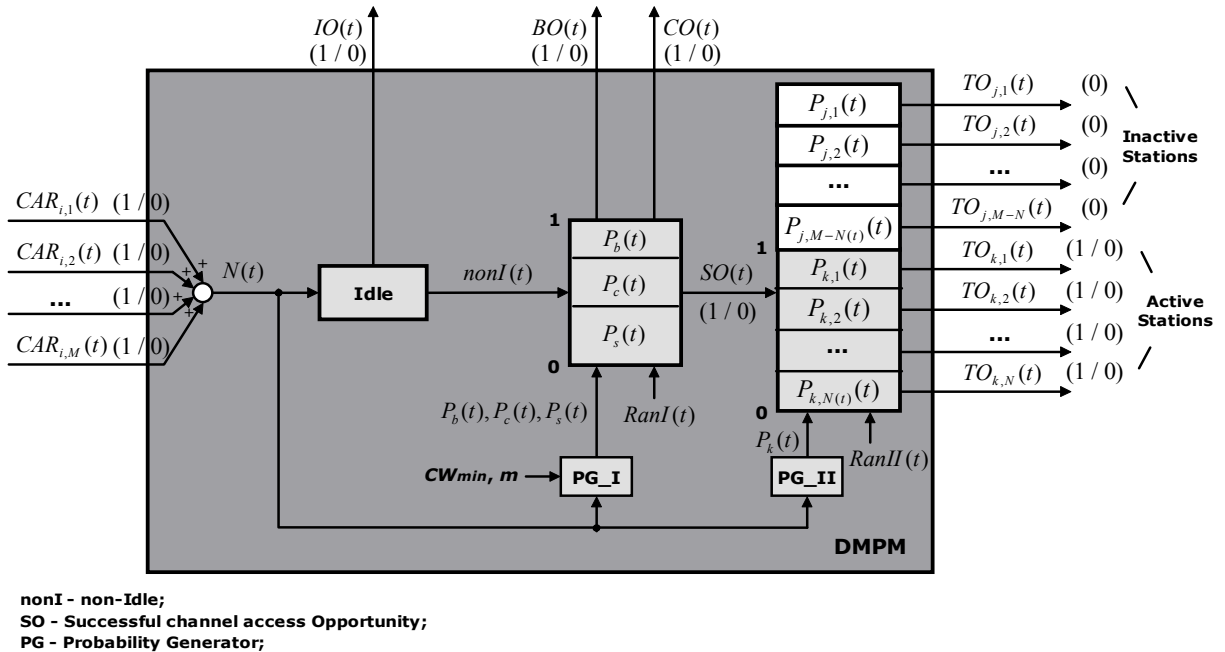 IO(t)
(1 / 0)
BO(t)
(1 / 0)
CO(t)
(1 / 0)
CAR_{i,1}(t) (1 / 0)
CAR_{i,2}(t) (1 / 0)
... (1 / 0)
CAR_{i,M}(t) (1 / 0)
+
+
+
+
N(t)
Idle
nonI(t)
1
P_b(t)
P_c(t)
P_s(t)
0
P_b(t), P_c(t), P_s(t)
RanI(t)
CWmin, m
PG_I
SO(t)
(1 / 0)
P_{j,1}(t)
P_{j,2}(t)
...
P_{j,M-N(t)}(t)
1
P_{k,1}(t)
P_{k,2}(t)
...
P_{k,N(t)}(t)
0
P_k(t)
RanII(t)
PG_II
DMPM
TO_{j,1}(t) (0)
TO_{j,2}(t) (0)
... (0)
TO_{j,M-N}(t) (0)
Inactive
Stations
TO_{k,1}(t) (1 / 0)
TO_{k,2}(t) (1 / 0)
... (1 / 0)
TO_{k,N}(t) (1 / 0)
Active
Stations
nonI - non-Idle;
SO - Successful channel access Opportunity;
PG - Probability Generator;